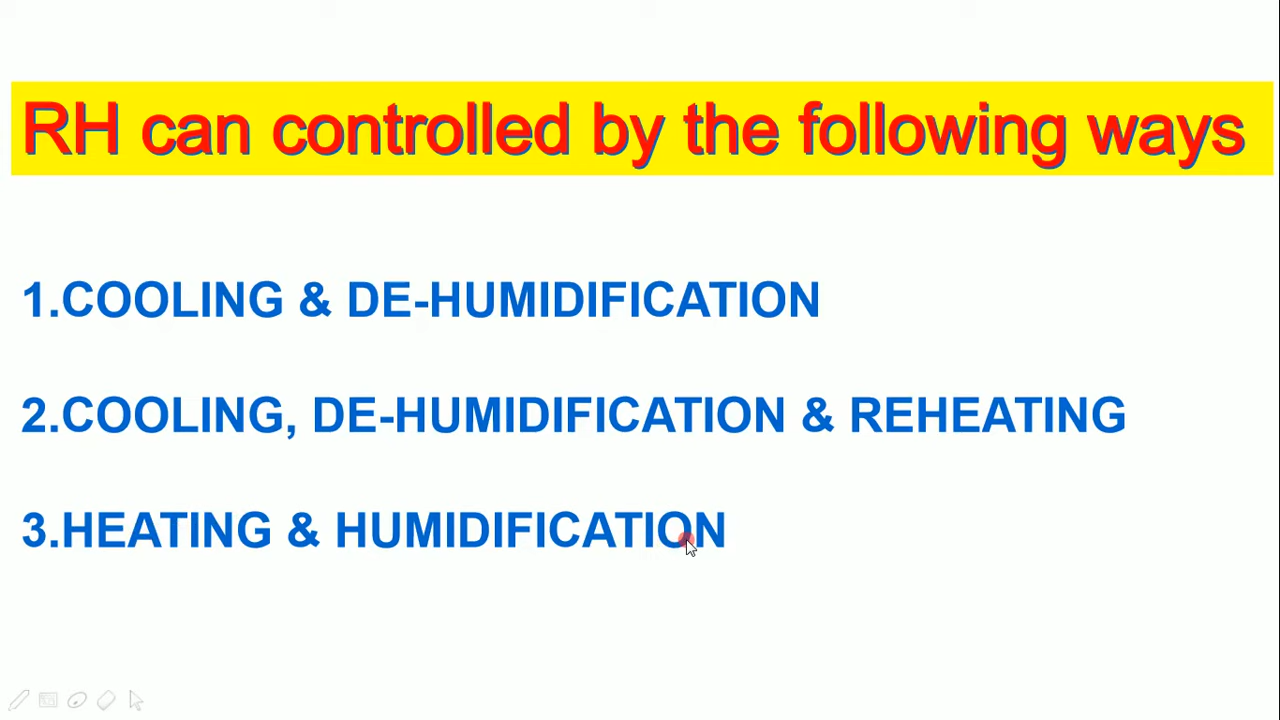 RH can controlled by the following ways
1.COOLING & DE-HUMIDIFICATION
2.COOLING, DE-HUMIDIFICATION & REHEATING
3.HEATING & HUMIDIFICATION